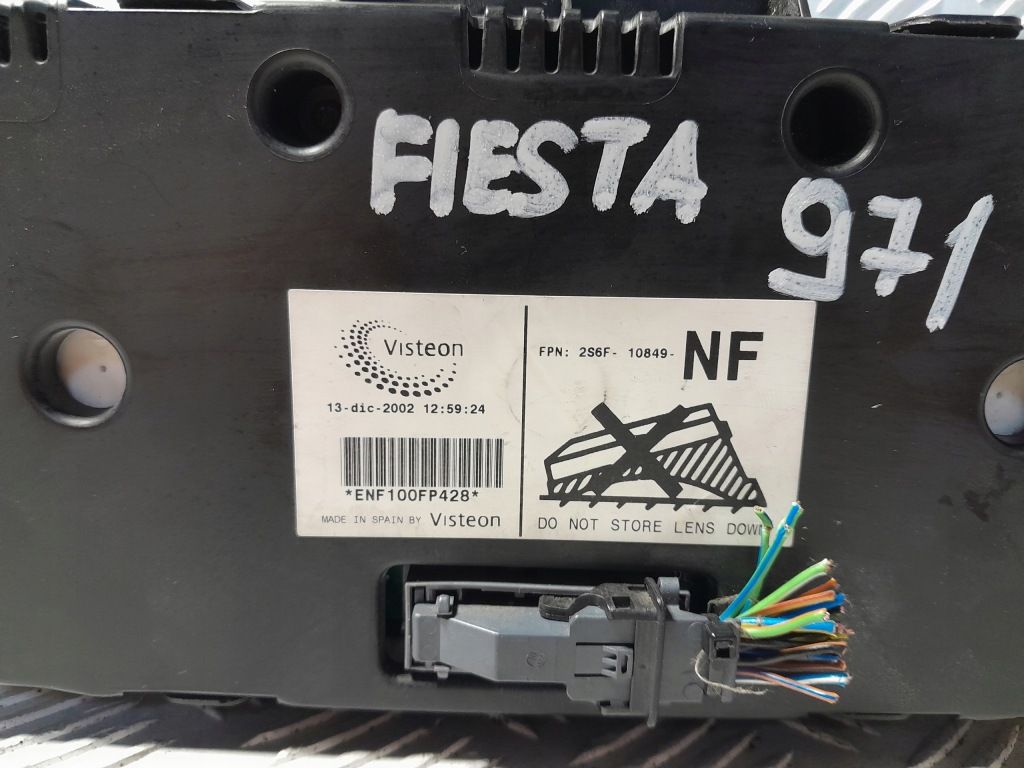 FIESTA
971
Visteon
13-dic-2002 12:59:24
*ENF100FP428*
MADE IN SPAIN BY Visteon
FPN: 2S6F- 10849- NF
DO NOT STORE LENS DOWN